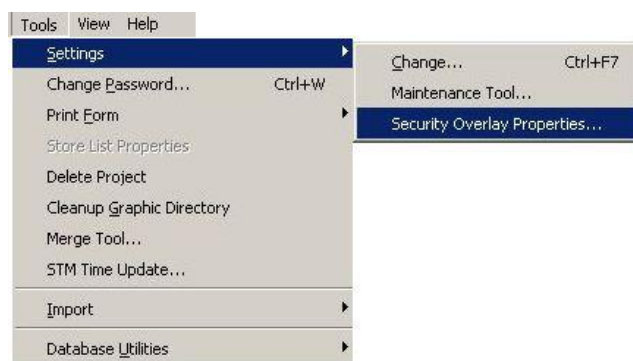 Tools View Help
Settings
Change Password... Ctrl+W
Print Form
Store List Properties
Delete Project
Cleanup Graphic Directory
Merge Tool...
STM Time Update...
Import
Database Utilities
Change... Ctrl+F7
Maintenance Tool...
Security Overlay Properties...